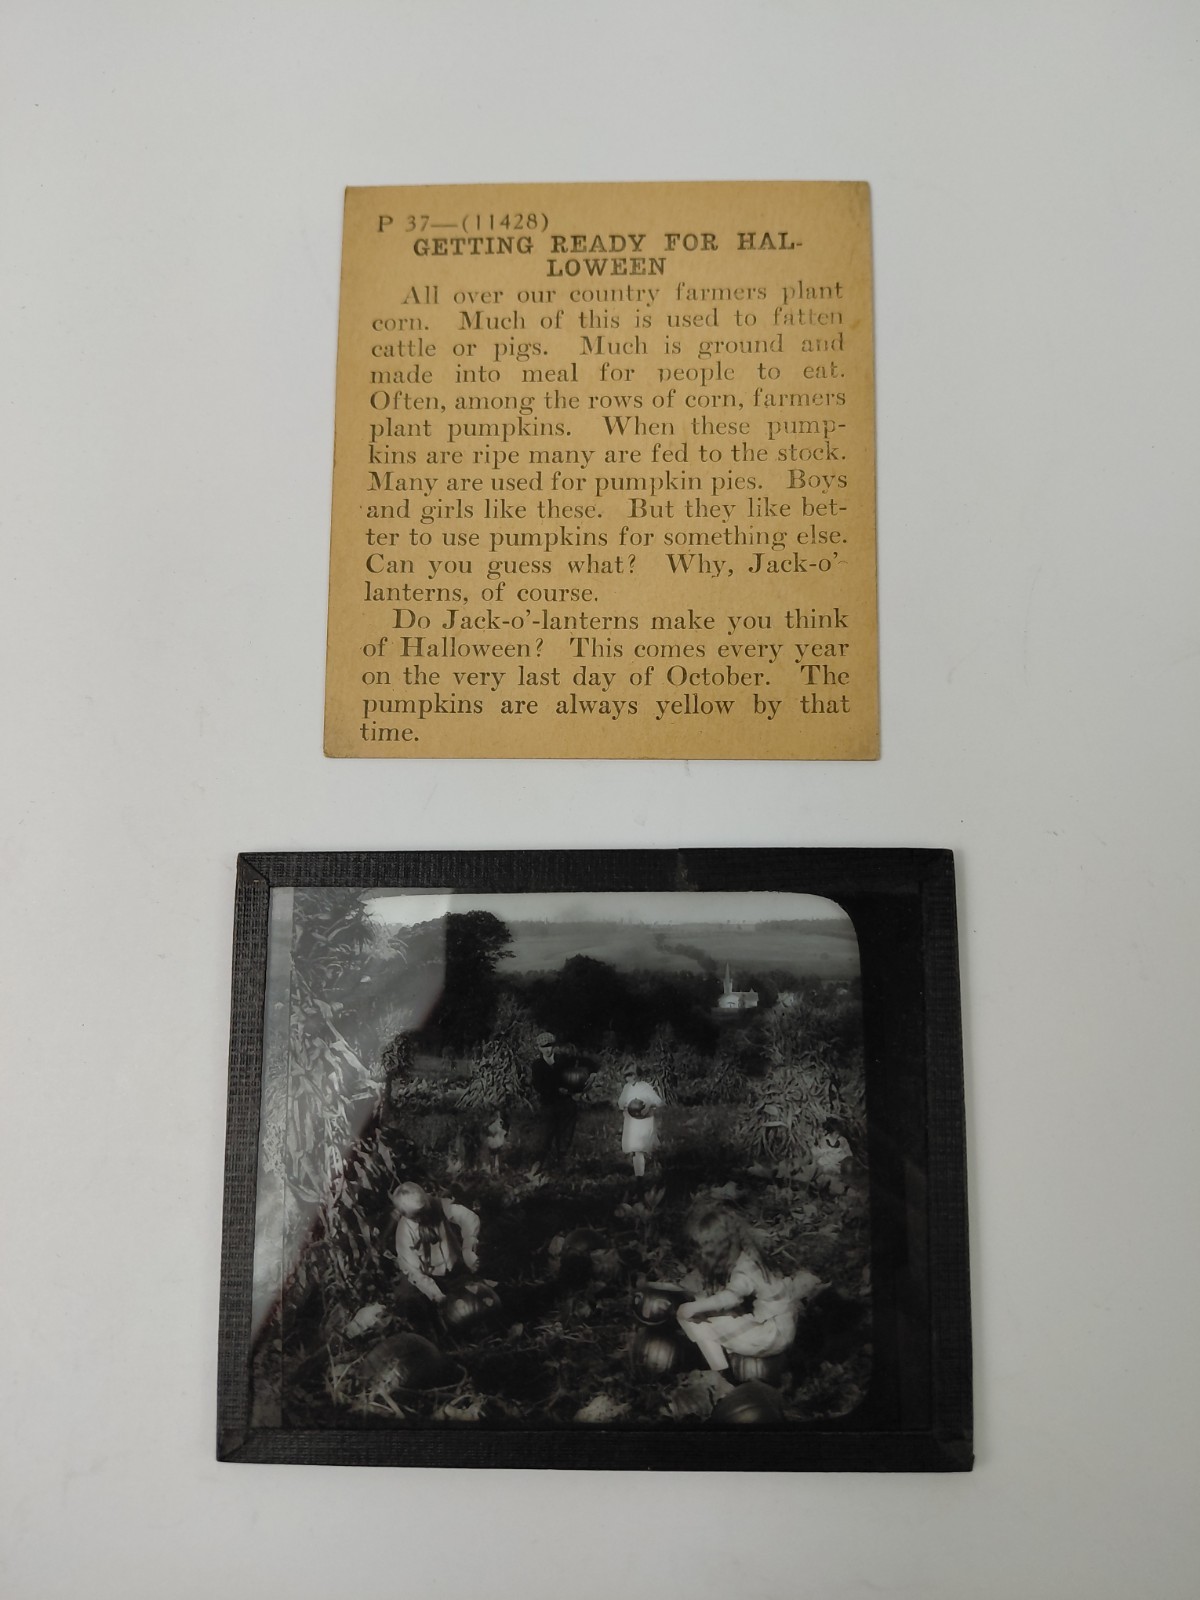 P 37—(11428)
GETTING READY FOR HAL-
LOWEEN
All over our country farmers plant
corn. Much of this is used to fatten
cattle or pigs. Much is ground and
made into meal for people to eat.
Often, among the rows of corn, farmers
plant pumpkins. When these pump-
kins are ripe many are fed to the stock.
Many are used for pumpkin pies. Boys
and girls like these. But they like bet-
ter to use pumpkins for something else.
Can you guess what? Why, Jack-o'-
lanterns, of course.
Do Jack-o'-lanterns make you think
of Halloween? This comes every year
on the very last day of October. The
pumpkins are always yellow by that
time.